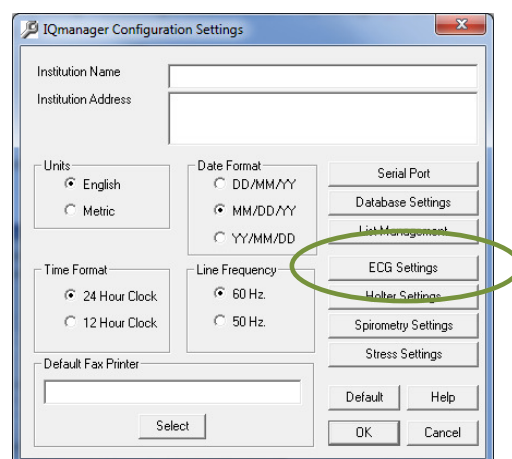 IQmanager Configuration Settings
Institution Name
Institution Address
Units
English
Metric
Date Format
DD/MM/YY
MM/DD/YY
YY/MM/DD
Serial Port
Database Settings
List Management
ECG Settings
Holter Settings
Spirometry Settings
Stress Settings
Time Format
24 Hour Clock
12 Hour Clock
Line Frequency
60 Hz.
50 Hz.
Default Fax Printer
Select
Default Help
OK Cancel